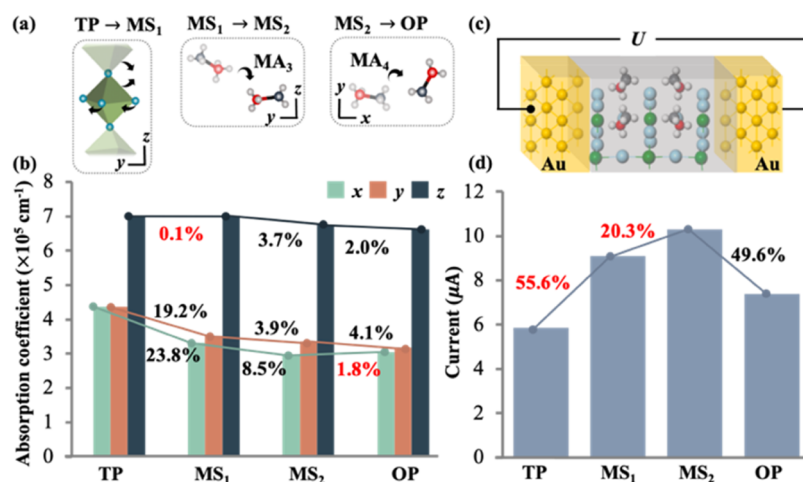 (a)
TP → MS₁
MS₁ → MS₂
MS₂ → OP
MA₃
MA₄
z
y
z
y
y
x
(b)
Absorption coefficient (×10⁵ cm⁻¹)
8
7
6
5
4
3
2
1
0
x
y
z
0.1%
3.7%
2.0%
19.2%
3.9%
4.1%
23.8%
8.5%
1.8%
TP
MS₁
MS₂
OP
(c)
U
Au
Au
(d)
Current (μA)
12
10
8
6
4
2
0
55.6%
20.3%
49.6%
TP
MS₁
MS₂
OP